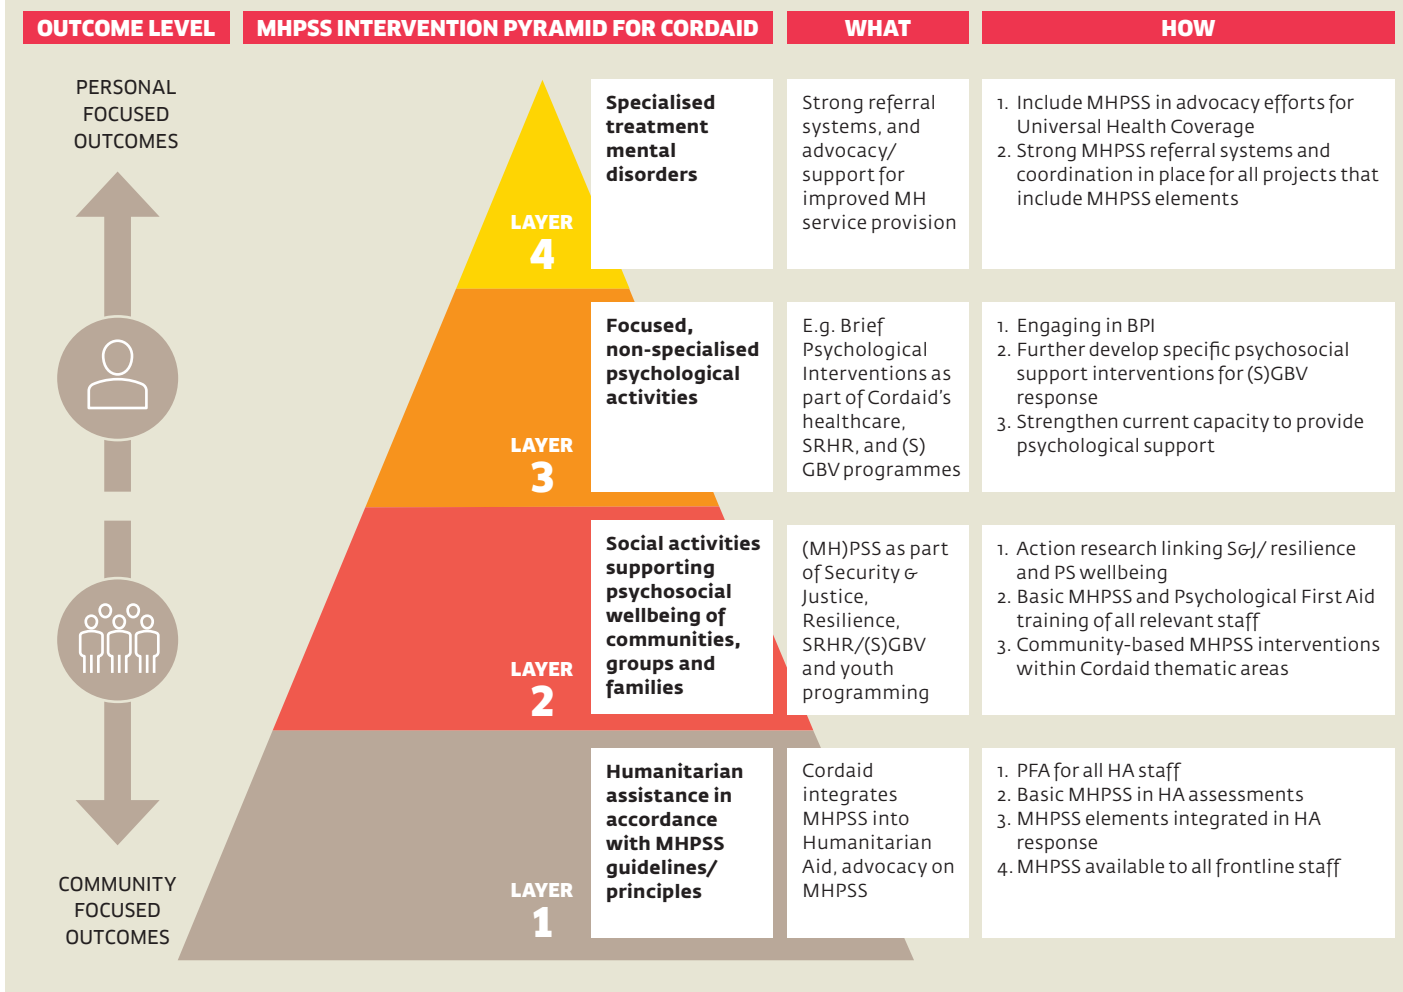 OUTCOME LEVEL
MHPSS INTERVENTION PYRAMID FOR CORDAID
WHAT
HOW
PERSONAL
FOCUSED
OUTCOMES
COMMUNITY
FOCUSED
OUTCOMES
LAYER
4
Specialised
treatment
mental
disorders
Strong referral
systems, and
advocacy/
support for
improved MH
service provision
1. Include MHPSS in advocacy efforts for
Universal Health Coverage
2. Strong MHPSS referral systems and
coordination in place for all projects that
include MHPSS elements
LAYER
3
Focused,
non-specialised
psychological
activities
E.g. Brief
Psychological
Interventions as
part of Cordaid's
healthcare,
SRHR, and (S)
GBV programmes
1. Engaging in BPI
2. Further develop specific psychosocial
support interventions for (S)GBV
response
3. Strengthen current capacity to provide
psychological support
LAYER
2
Social activities
supporting
psychosocial
wellbeing of
communities,
groups and
families
(MH)PSS as part
of Security &
Justice,
Resilience,
SRHR/(S)GBV
and youth
programming
1. Action research linking S&J/ resilience
and PS wellbeing
2. Basic MHPSS and Psychological First Aid
training of all relevant staff
3. Community-based MHPSS interventions
within Cordaid thematic areas
LAYER
1
Humanitarian
assistance in
accordance
with MHPSS
guidelines/
principles
Cordaid
integrates
MHPSS into
Humanitarian
Aid, advocacy on
MHPSS
1. PFA for all HA staff
2. Basic MHPSS in HA assessments
3. MHPSS elements integrated in HA
response
4. MHPSS available to all frontline staff